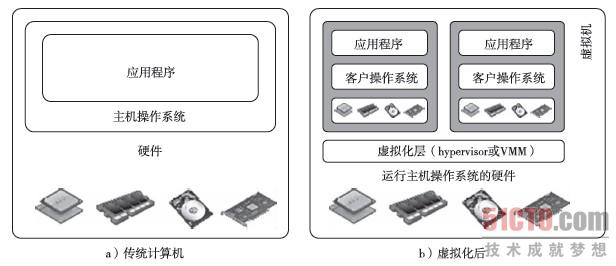 应用程序
主机操作系统
硬件
a）传统计算机
应用程序
客户操作系统
应用程序
客户操作系统
虚拟机
虚拟化层（hypervisor或VMM）
运行主机操作系统的硬件
b）虚拟化后
51CTO.com
技术成就梦想